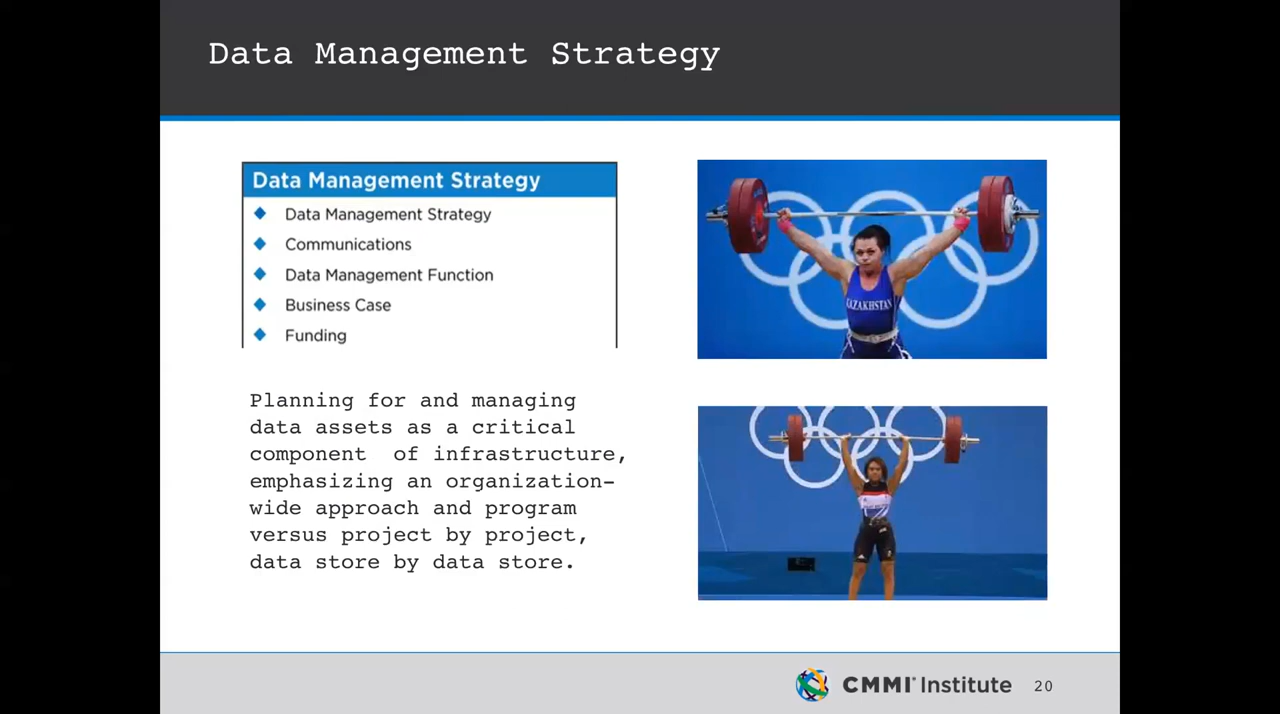 Data Management Strategy
Data Management Strategy
Data Management Strategy
Communications
Data Management Function
Business Case
Funding
Planning for and managing
data assets as a critical
component of infrastructure,
emphasizing an organization-
wide approach and program
versus project by project,
data store by data store.
KAZAKHSTAN
CMMI® Institute
20